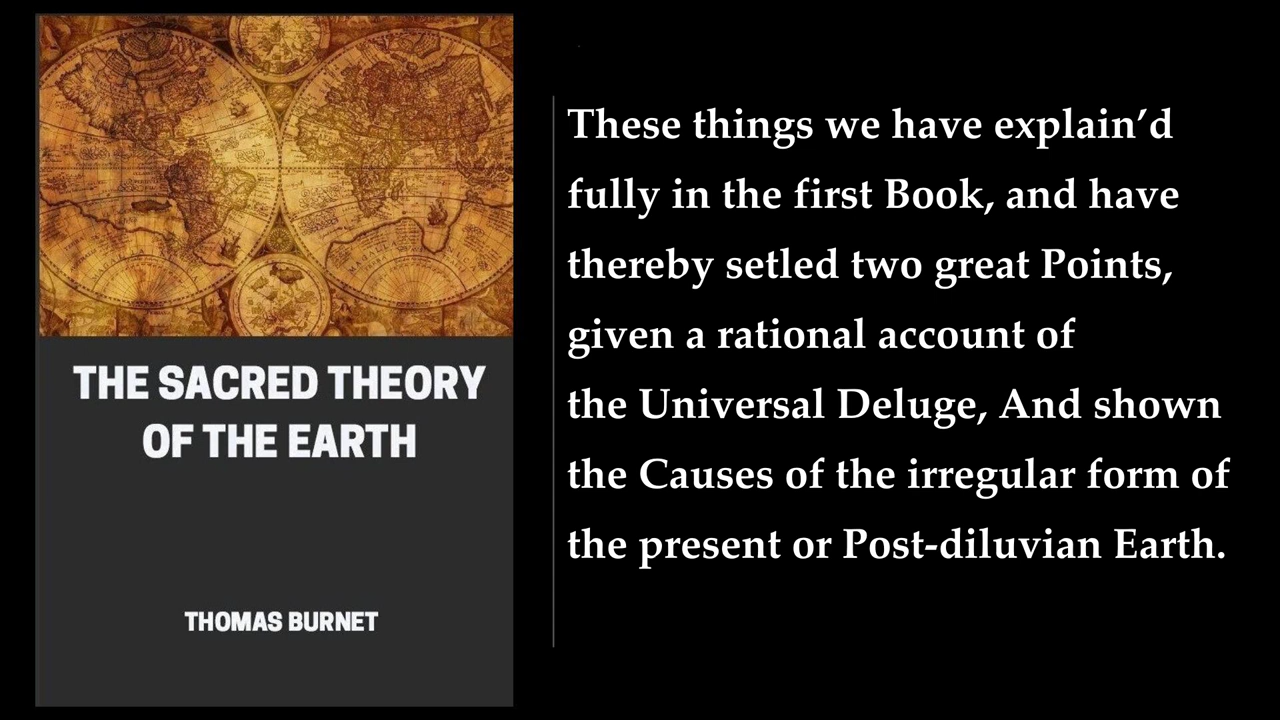 THE SACRED THEORY
OF THE EARTH
THOMAS BURNET
These things we have explain’d
fully in the first Book, and have
thereby setled two great Points,
given a rational account of
the Universal Deluge, And shown
the Causes of the irregular form of
the present or Post-diluvian Earth.